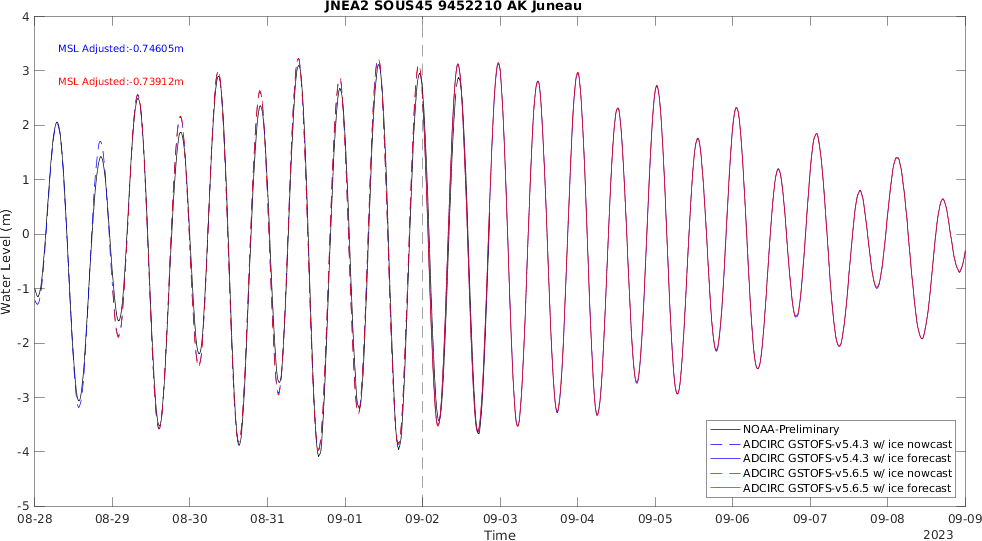 JNEA2 SOUS45 9452210 AK Juneau
4
3
2
1
0
-1
-2
-3
-4
-5
Water Level (m)
MSL Adjusted:-0.74605m
MSL Adjusted:-0.73912m
NOAA-Preliminary
ADCIRC GSTOFS-v5.4.3 w/ ice nowcast
ADCIRC GSTOFS-v5.4.3 w/ ice forecast
ADCIRC GSTOFS-v5.6.5 w/ ice nowcast
ADCIRC GSTOFS-v5.6.5 w/ ice forecast
08-28 08-29 08-30 08-31 09-01 09-02 09-03 09-04 09-05 09-06 09-07 09-08 09-09
Time
2023